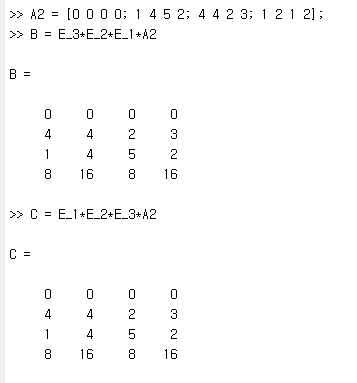 >> A2 = [0 0 0 0; 1 4 5 2; 4 4 2 3; 1 2 1 2];
>> B = E_3*E_2*E_1*A2
B =
0 0 0 0
4 4 2 3
1 4 5 2
8 16 8 16
>> C = E_1*E_2*E_3*A2
C =
0 0 0 0
4 4 2 3
1 4 5 2
8 16 8 16